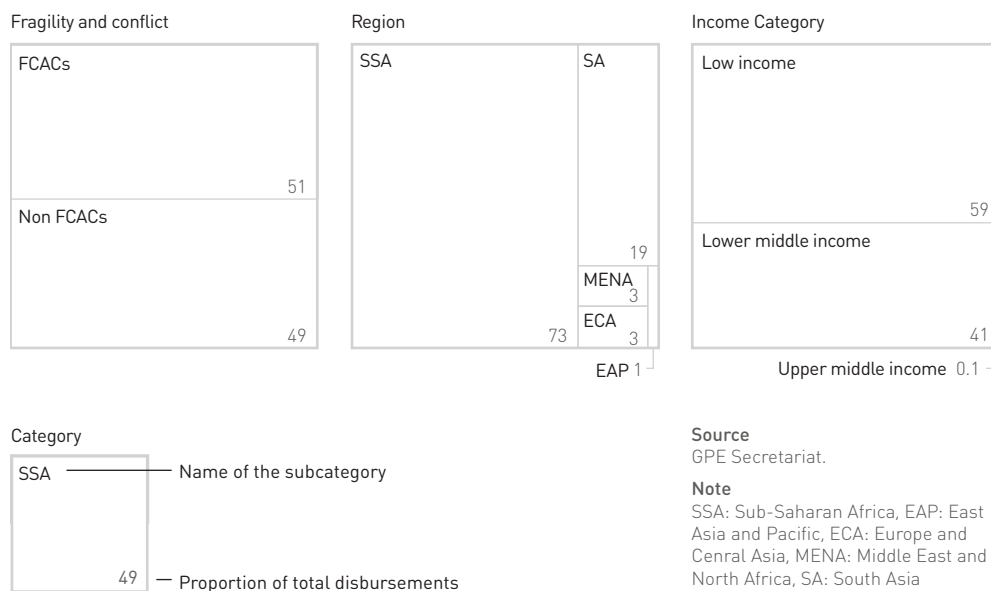 Fragility and conflict
FCACs
51
Non FCACs
49
Region
SSA
73
SA
19
MENA
3
ECA
3
EAP 1
Income Category
Low income
59
Lower middle income
41
Upper middle income 0.1
Category
SSA
Name of the subcategory
49
Proportion of total disbursements
Source
GPE Secretariat.
Note
SSA: Sub-Saharan Africa, EAP: East
Asia and Pacific, ECA: Europe and
Cenral Asia, MENA: Middle East and
North Africa, SA: South Asia